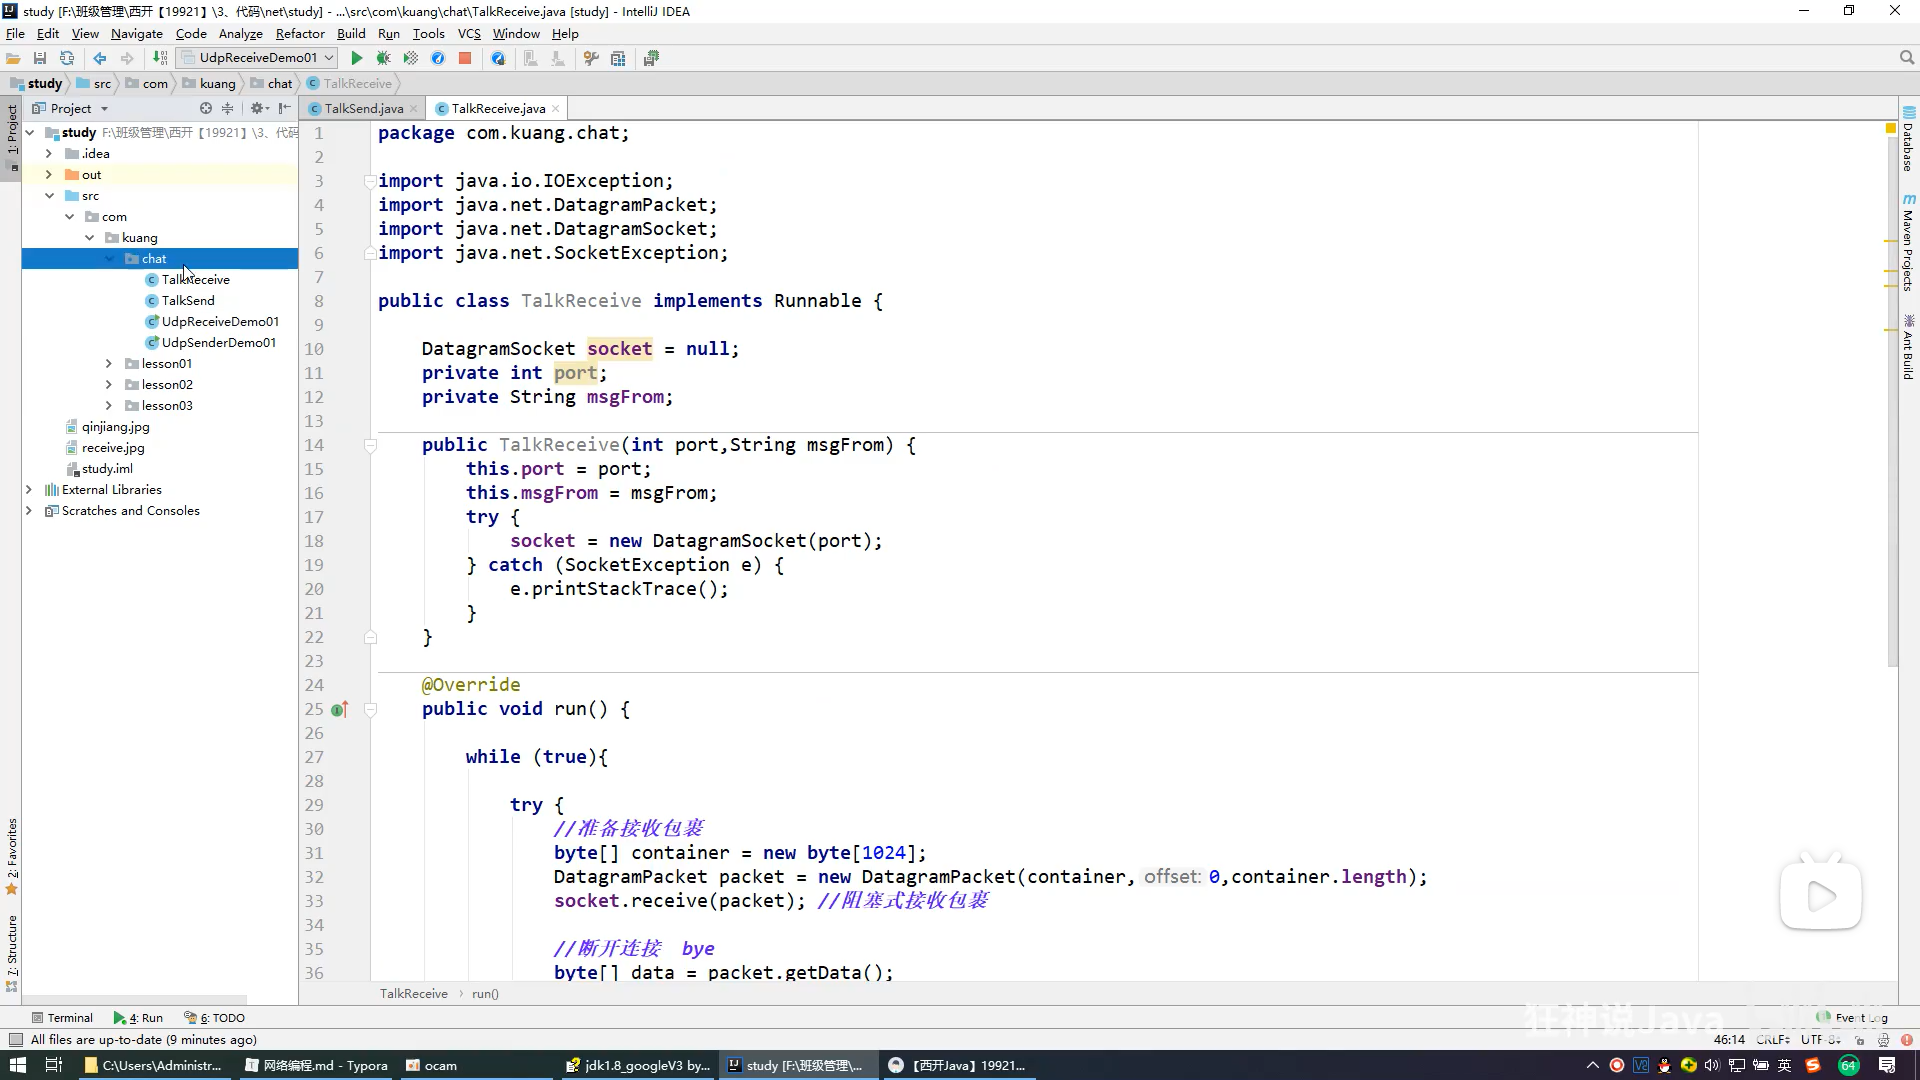 study [F:\班级管理\西开【19921】\3、代码\net\study] - ...\src\com\kuang\chat\TalkReceive.java [study] - IntelliJ IDEA
File Edit View Navigate Code Analyze Refactor Build Run Tools VCS Window Help
UdpReceiveDemo01
study src com kuang chat TalkReceive
Project
TalkSend.java TalkReceive.java
1: Project
study F:\班级管理\西开【19921】\3、代码
.idea
out
src
com
kuang
chat
TalkReceive
TalkSend
UdpReceiveDemo01
UdpSenderDemo01
lesson01
lesson02
lesson03
qinjiang.jpg
receive.jpg
study.iml
External Libraries
Scratches and Consoles
2: Favorites
7: Structure
1 package com.kuang.chat;
2
3 import java.io.IOException;
4 import java.net.DatagramPacket;
5 import java.net.DatagramSocket;
6 import java.net.SocketException;
7
8 public class TalkReceive implements Runnable {
9
10 DatagramSocket socket = null;
11 private int port;
12 private String msgFrom;
13
14 public TalkReceive(int port,String msgFrom) {
15 this.port = port;
16 this.msgFrom = msgFrom;
17 try {
18 socket = new DatagramSocket(port);
19 } catch (SocketException e) {
20 e.printStackTrace();
21 }
22 }
23
24 @Override
25 public void run() {
26
27 while (true){
28
29 try {
30 //准备接收包裹
31 byte[] container = new byte[1024];
32 DatagramPacket packet = new DatagramPacket(container, offset: 0,container.length);
33 socket.receive(packet); //阻塞式接收包裹
34
35 //断开连接 bye
36 byte[] data = packet.getData();
TalkReceive run()
Database
Maven Projects
Ant Build
Terminal 4: Run 6: TODO
狂神说Java
Event Log
All files are up-to-date (9 minutes ago)
46:14 CRLF UTF-8
C:\Users\Administr... 网络编程.md - Typora ocam jdk1.8_googleV3 by... study [F:\班级管理\... 【西开Java】19921...
英 64